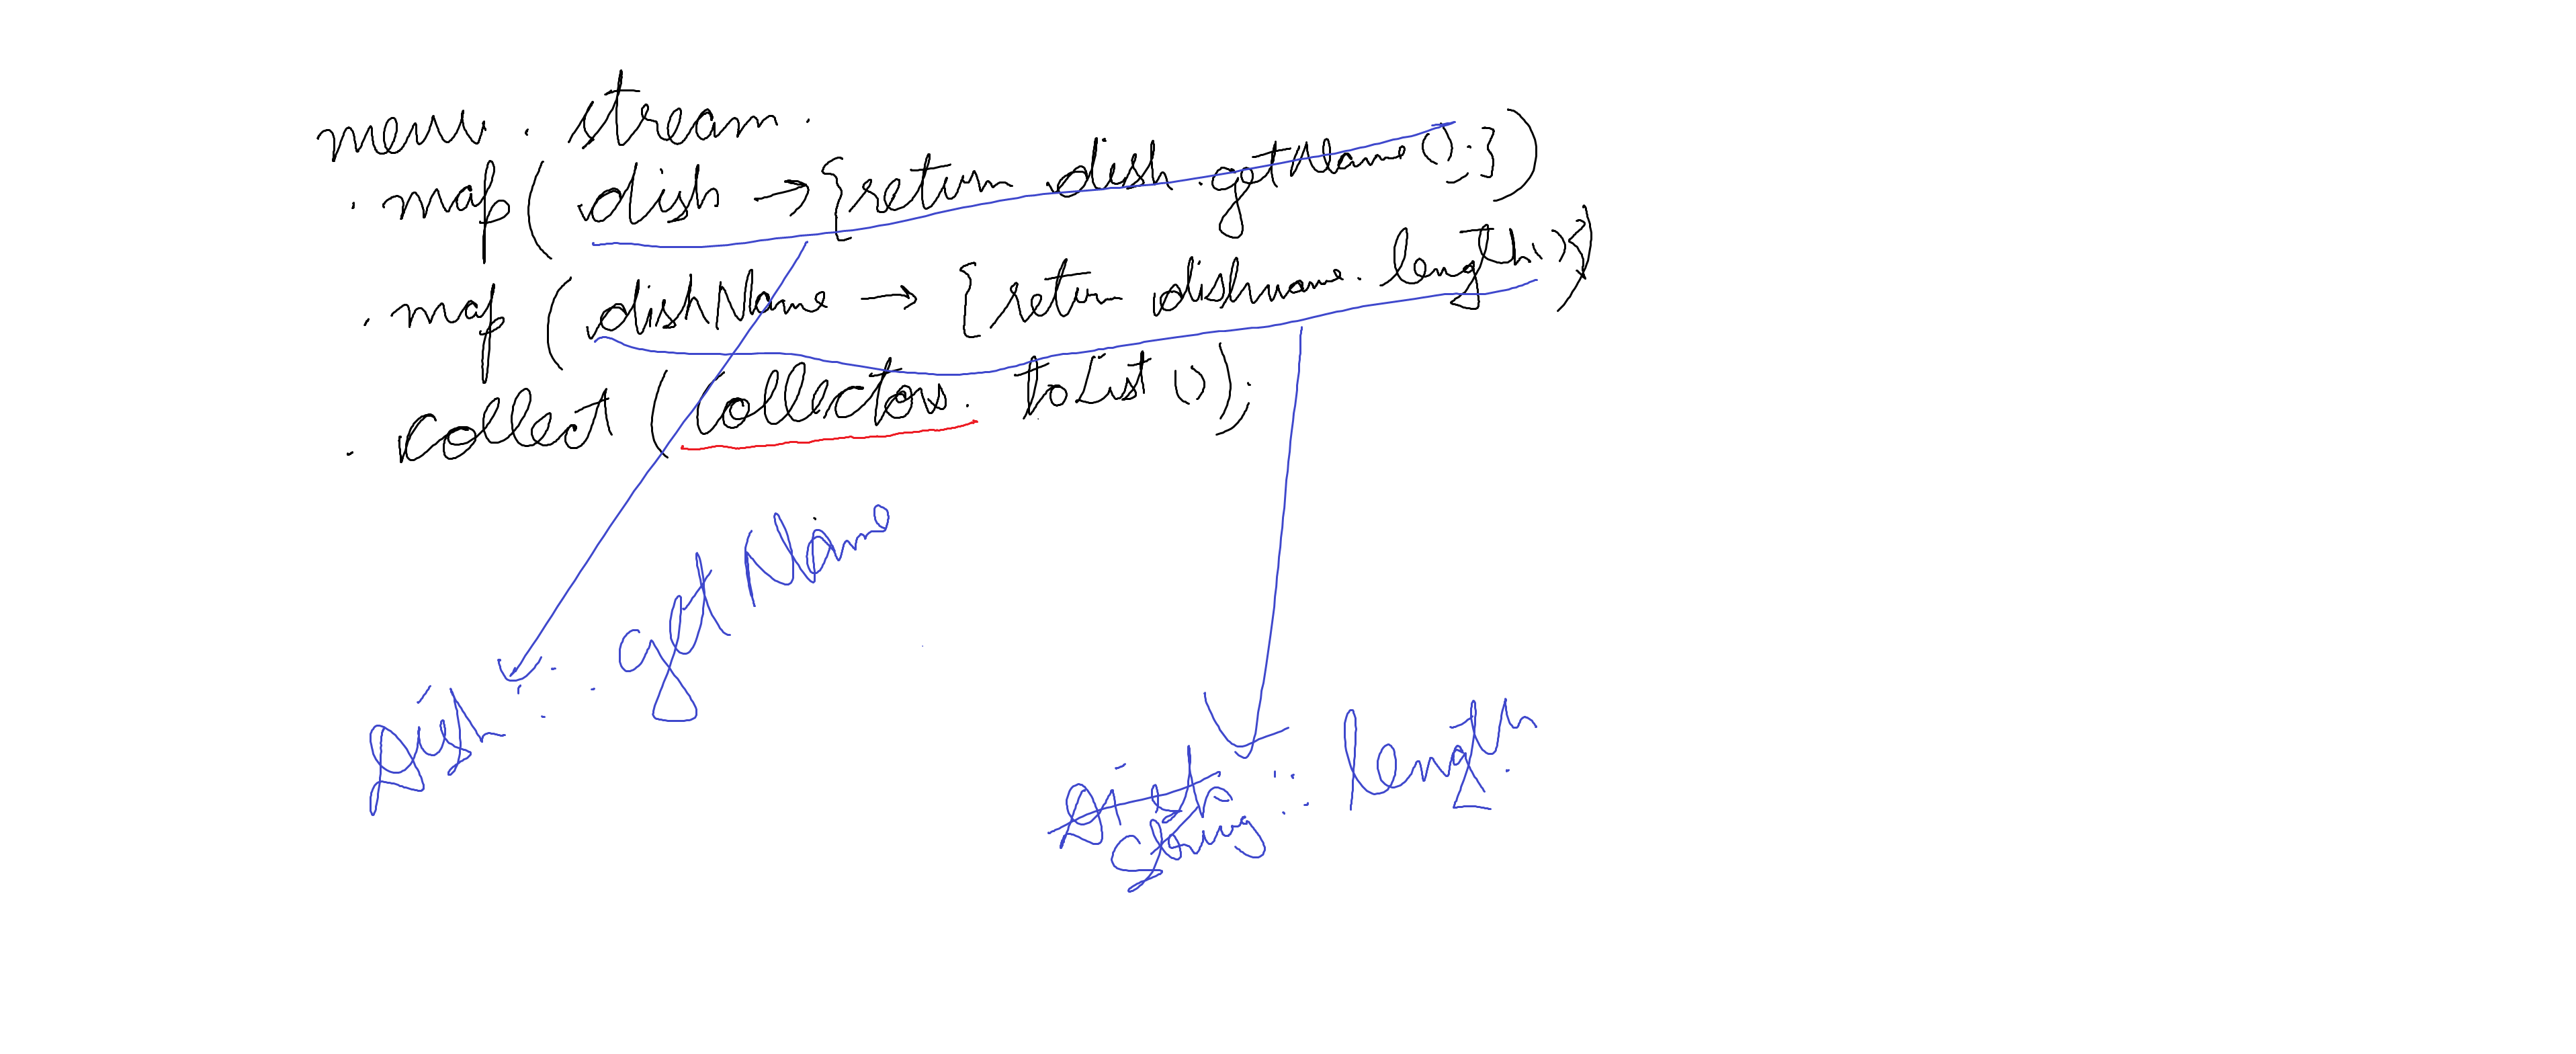 menu . stream .
. map ( dish → {return dish . getName(); })
. map ( dishName → { return dishname . length() })
. collect ( Collectors . toList ());
Dish :: getName
Dish
String :: length